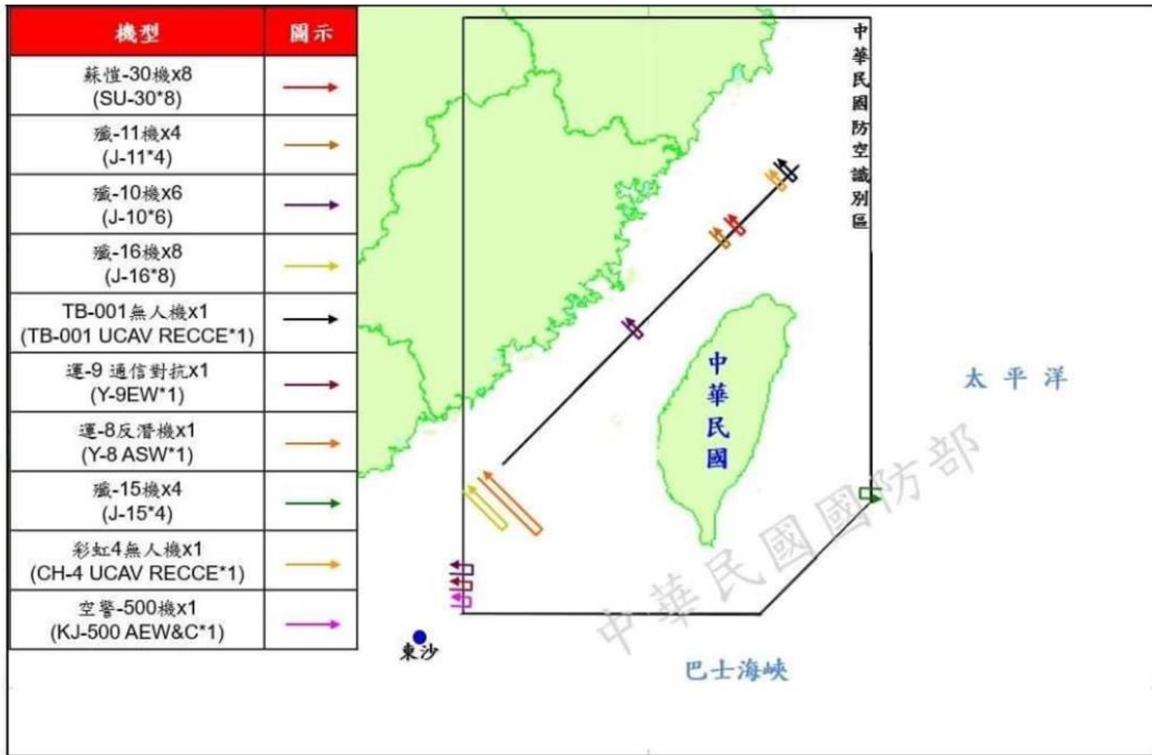 機型 圖示
蘇愷-30機x8
(SU-30*8)
殲-11機x4
(J-11*4)
殲-10機x6
(J-10*6)
殲-16機x8
(J-16*8)
TB-001無人機x1
(TB-001 UCAV RECCE*1)
運-9 通信對抗x1
(Y-9EW*1)
運-8反潛機x1
(Y-8 ASW*1)
殲-15機x4
(J-15*4)
彩虹4無人機x1
(CH-4 UCAV RECCE*1)
空警-500機x1
(KJ-500 AEW&C*1)
中華民國防空識別區
中華民國
太平洋
東沙
巴士海峽
中華民國國防部